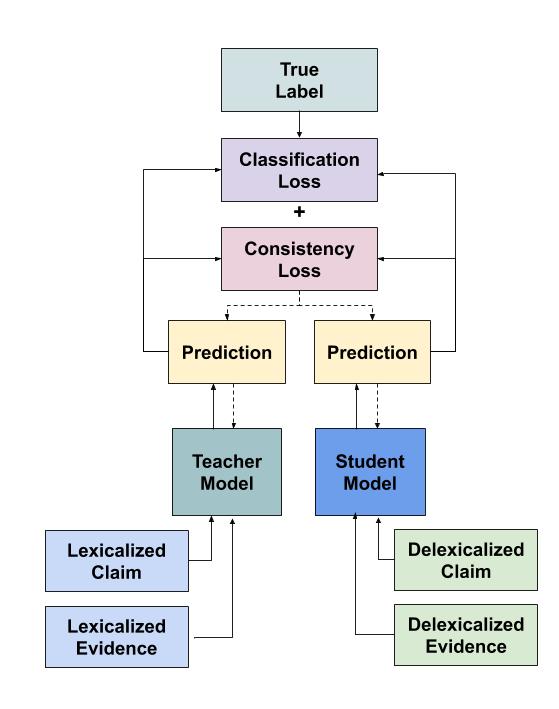 True
Label
Classification
Loss
+
Consistency
Loss
Prediction
Prediction
Teacher
Model
Student
Model
Lexicalized
Claim
Delexicalized
Claim
Lexicalized
Evidence
Delexicalized
Evidence